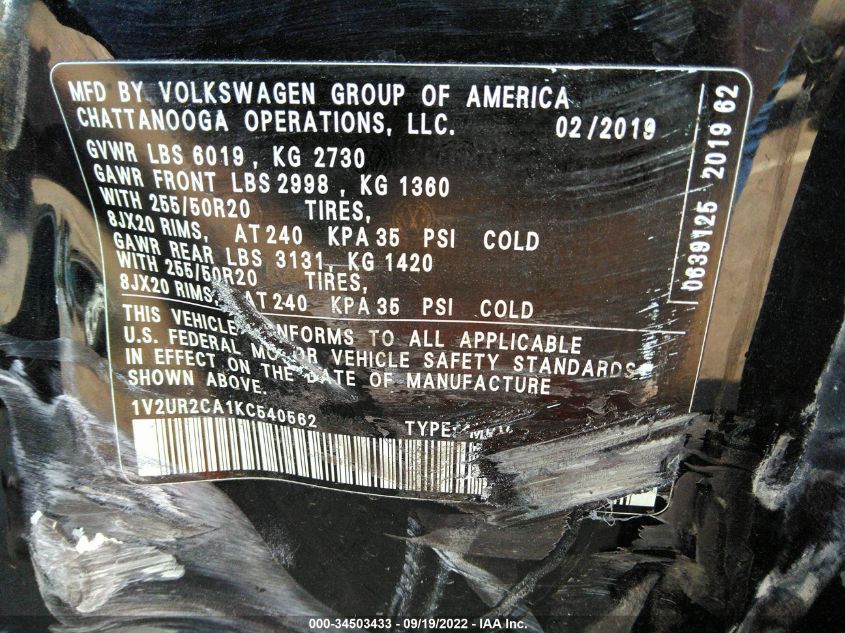 MFD BY VOLKSWAGEN GROUP OF AMERICA
CHATTANOOGA OPERATIONS, LLC. 02/2019
GVWR LBS 6019 , KG 2730
GAWR FRONT LBS 2998 , KG 1360
WITH 255/50R20 TIRES,
8JX20 RIMS, AT 240 KPA 35 PSI COLD
GAWR REAR LBS 3131, KG 1420
WITH 255/50R20 TIRES,
8JX20 RIMS, AT 240 KPA 35 PSI COLD
THIS VEHICLE TO ALL APPLICABLE
U.S. FEDERAL VEHICLE SAFETY STANDARDS
IN EFFECT ON THE DATE OF MANUFACTURE
SHOWN ABOVE.
1V2UR2CA1KC540562 TYPE:
0639125 2019 62
000-34503433 - 09/19/2022 - IAA Inc.